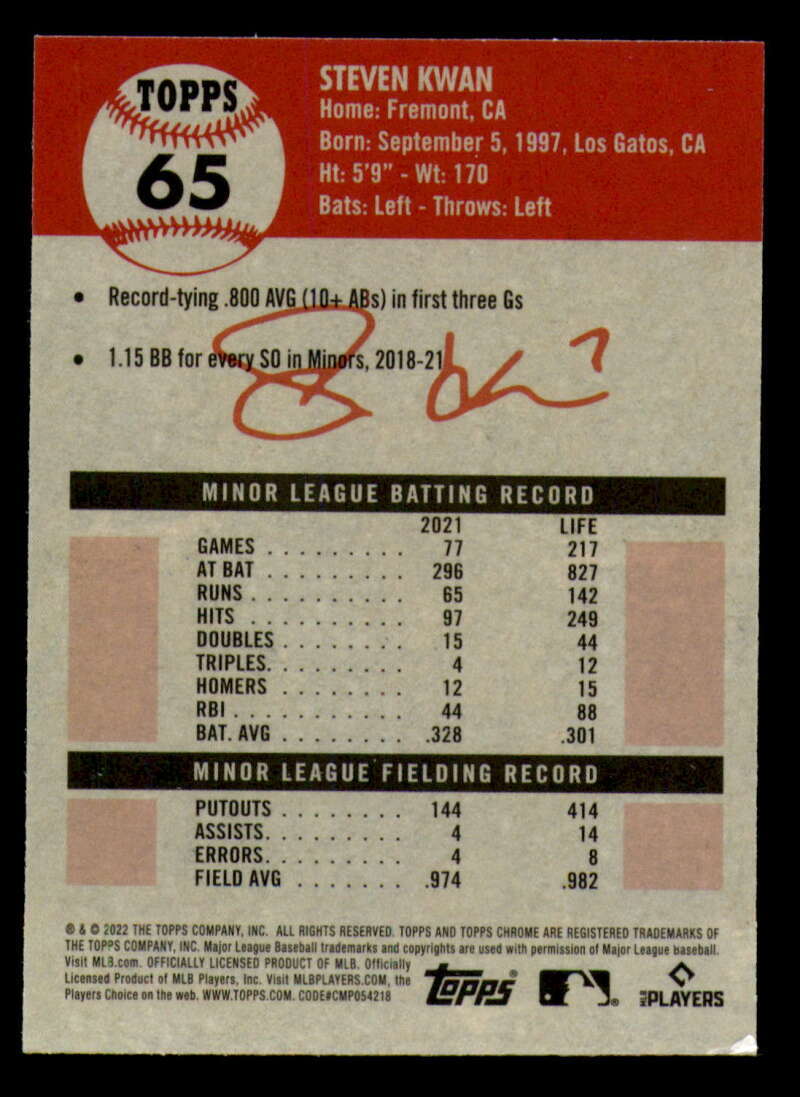 TOPPS
65
STEVEN KWAN
Home: Fremont, CA
Born: September 5, 1997, Los Gatos, CA
Ht: 5'9" - Wt: 170
Bats: Left - Throws: Left
• Record-tying .800 AVG (10+ ABs) in first three Gs
• 1.15 BB for every SO in Minors, 2018-21
MINOR LEAGUE BATTING RECORD
2021 LIFE
GAMES . . . . . . . . . 77 217
AT BAT . . . . . . . . . 296 827
RUNS . . . . . . . . . . 65 142
HITS . . . . . . . . . . 97 249
DOUBLES . . . . . . . . 15 44
TRIPLES. . . . . . . . . 4 12
HOMERS . . . . . . . . 12 15
RBI . . . . . . . . . . . 44 88
BAT. AVG . . . . . . . . .328 .301
MINOR LEAGUE FIELDING RECORD
PUTOUTS . . . . . . . . 144 414
ASSISTS. . . . . . . . . 4 14
ERRORS. . . . . . . . . 4 8
FIELD AVG . . . . . . . .974 .982
® & © 2022 THE TOPPS COMPANY, INC. ALL RIGHTS RESERVED. TOPPS AND TOPPS CHROME ARE REGISTERED TRADEMARKS OF
THE TOPPS COMPANY, INC. Major League Baseball trademarks and copyrights are used with permission of Major League baseball.
Visit MLB.com. OFFICIALLY LICENSED PRODUCT OF MLB. Officially
Licensed Product of MLB Players, Inc. Visit MLBPLAYERS.COM, the
Players Choice on the web. WWW.TOPPS.COM. CODE#CMP054218
Topps®
MLB PLAYERS